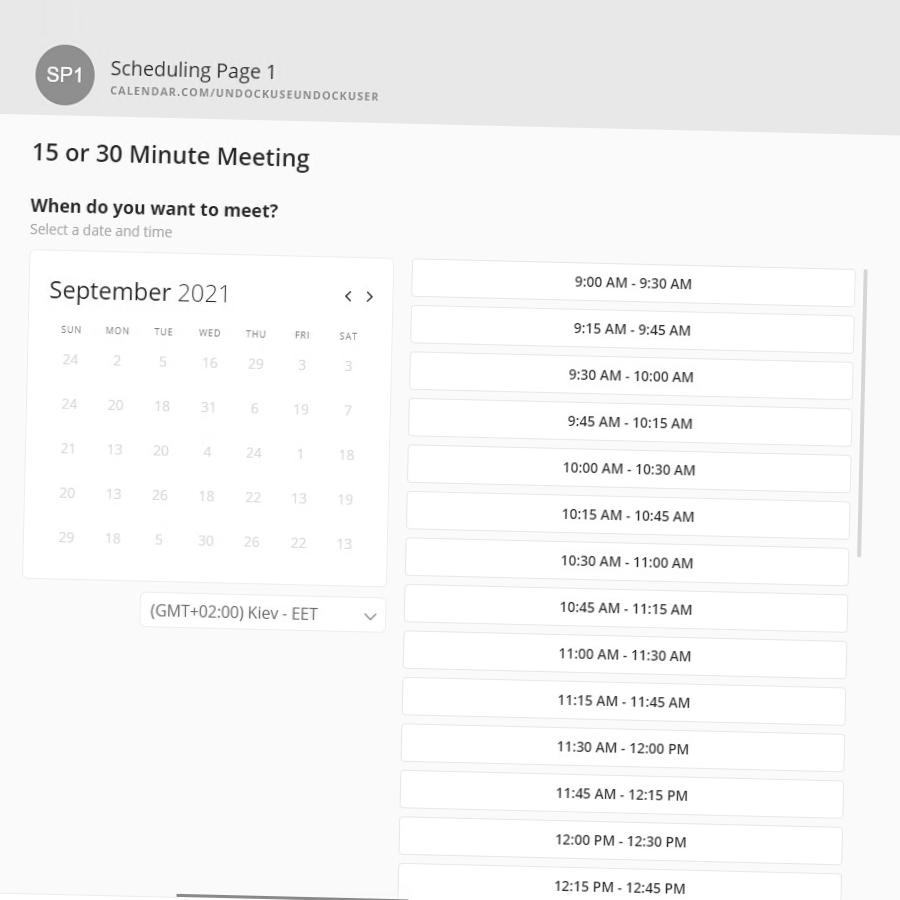 SP1
Scheduling Page 1
CALENDAR.COM/UNDOCKUSEUNDOCKUSER
15 or 30 Minute Meeting
When do you want to meet?
Select a date and time
September 2021
SUN MON TUE WED THU FRI SAT
24 2 5 16 29 3 3
24 20 18 31 6 19 7
21 13 20 4 24 1 18
20 13 26 18 22 13 19
29 18 5 30 26 22 13
(GMT+02:00) Kiev - EET
9:00 AM - 9:30 AM
9:15 AM - 9:45 AM
9:30 AM - 10:00 AM
9:45 AM - 10:15 AM
10:00 AM - 10:30 AM
10:15 AM - 10:45 AM
10:30 AM - 11:00 AM
10:45 AM - 11:15 AM
11:00 AM - 11:30 AM
11:15 AM - 11:45 AM
11:30 AM - 12:00 PM
11:45 AM - 12:15 PM
12:00 PM - 12:30 PM
12:15 PM - 12:45 PM